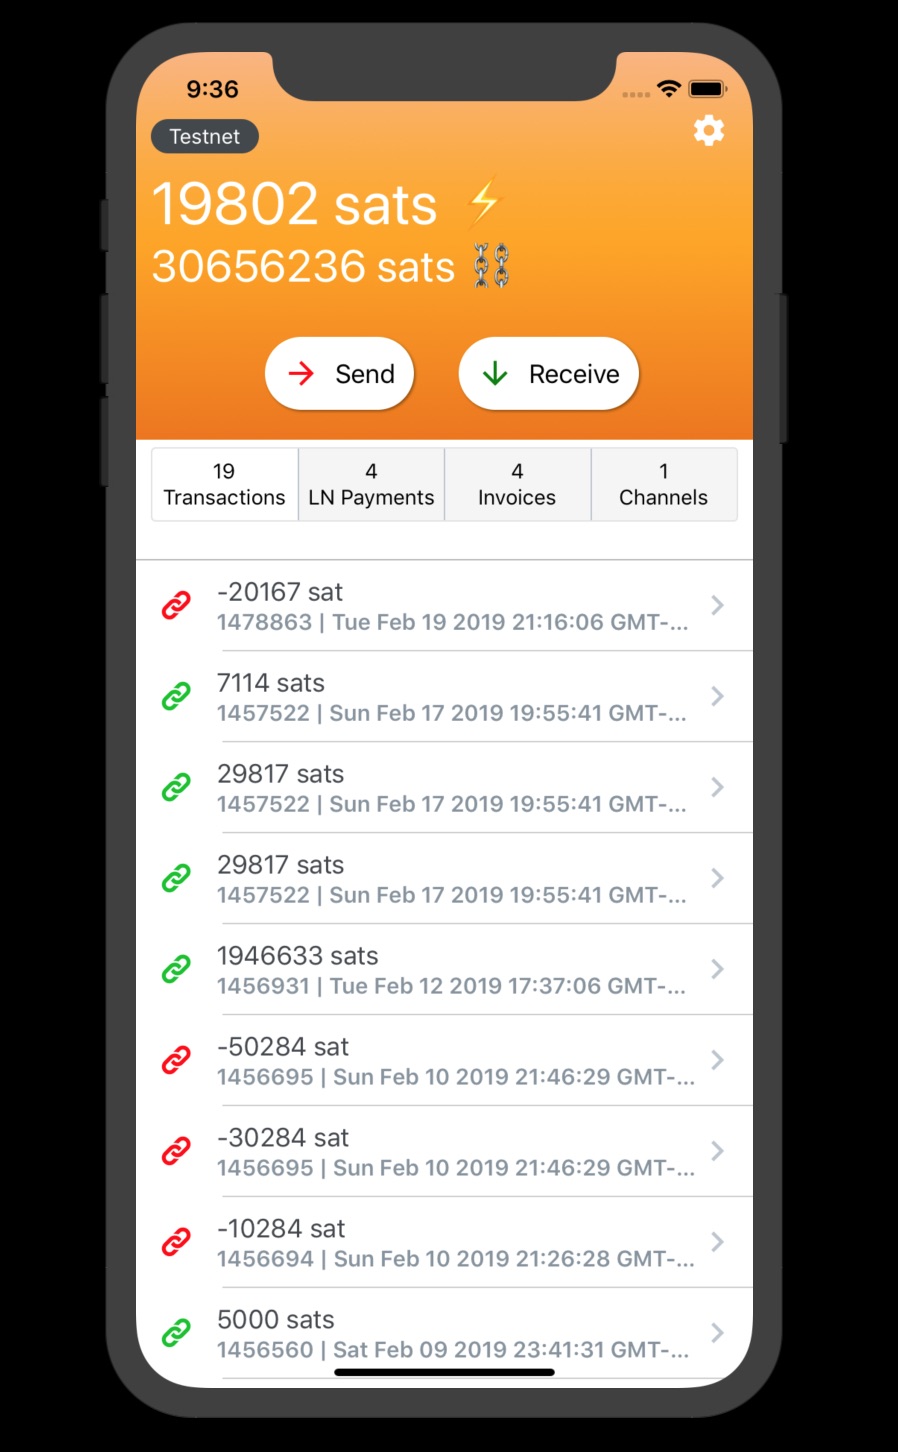 9:36
Testnet
19802 sats ⚡
30656236 sats ⛓
Send
Receive
19
Transactions
4
LN Payments
4
Invoices
1
Channels
-20167 sat
1478863 | Tue Feb 19 2019 21:16:06 GMT-...
7114 sats
1457522 | Sun Feb 17 2019 19:55:41 GMT-...
29817 sats
1457522 | Sun Feb 17 2019 19:55:41 GMT-...
29817 sats
1457522 | Sun Feb 17 2019 19:55:41 GMT-...
1946633 sats
1456931 | Tue Feb 12 2019 17:37:06 GMT-...
-50284 sat
1456695 | Sun Feb 10 2019 21:46:29 GMT-...
-30284 sat
1456695 | Sun Feb 10 2019 21:46:29 GMT-...
-10284 sat
1456694 | Sun Feb 10 2019 21:26:28 GMT-...
5000 sats
1456560 | Sat Feb 09 2019 23:41:31 GMT-...